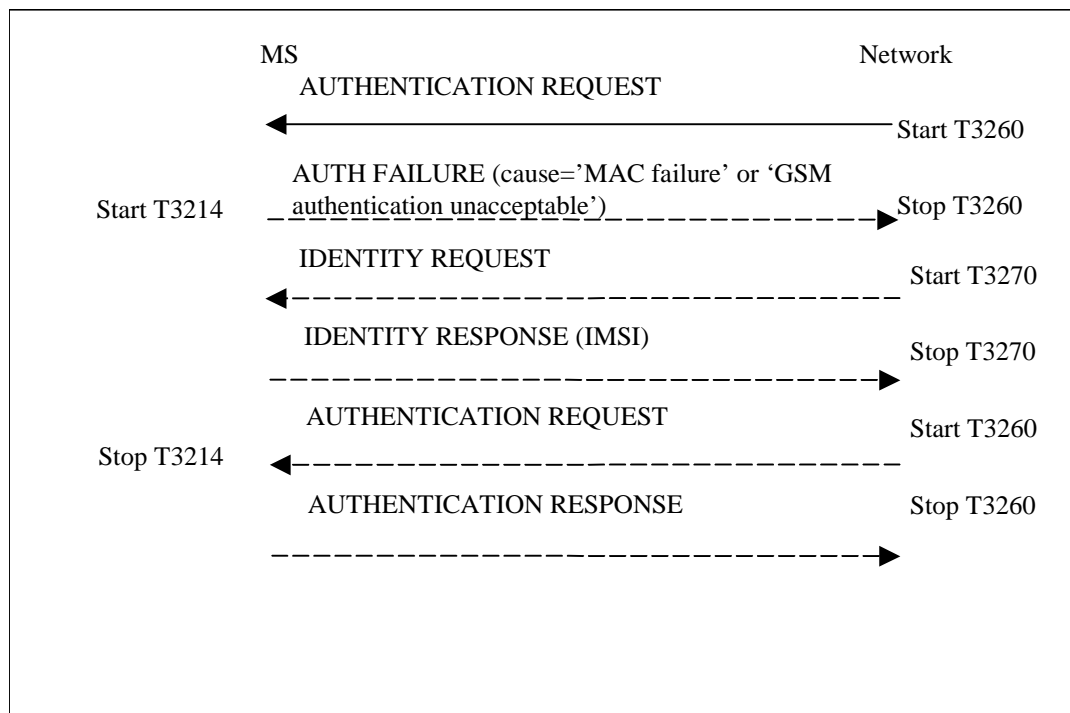 MS Network
AUTHENTICATION REQUEST
Start T3260
AUTH FAILURE (cause=’MAC failure’ or ‘GSM
authentication unacceptable’)
Start T3214
Stop T3260
IDENTITY REQUEST
Start T3270
IDENTITY RESPONSE (IMSI)
Stop T3270
AUTHENTICATION REQUEST
Start T3260
Stop T3214
AUTHENTICATION RESPONSE
Stop T3260